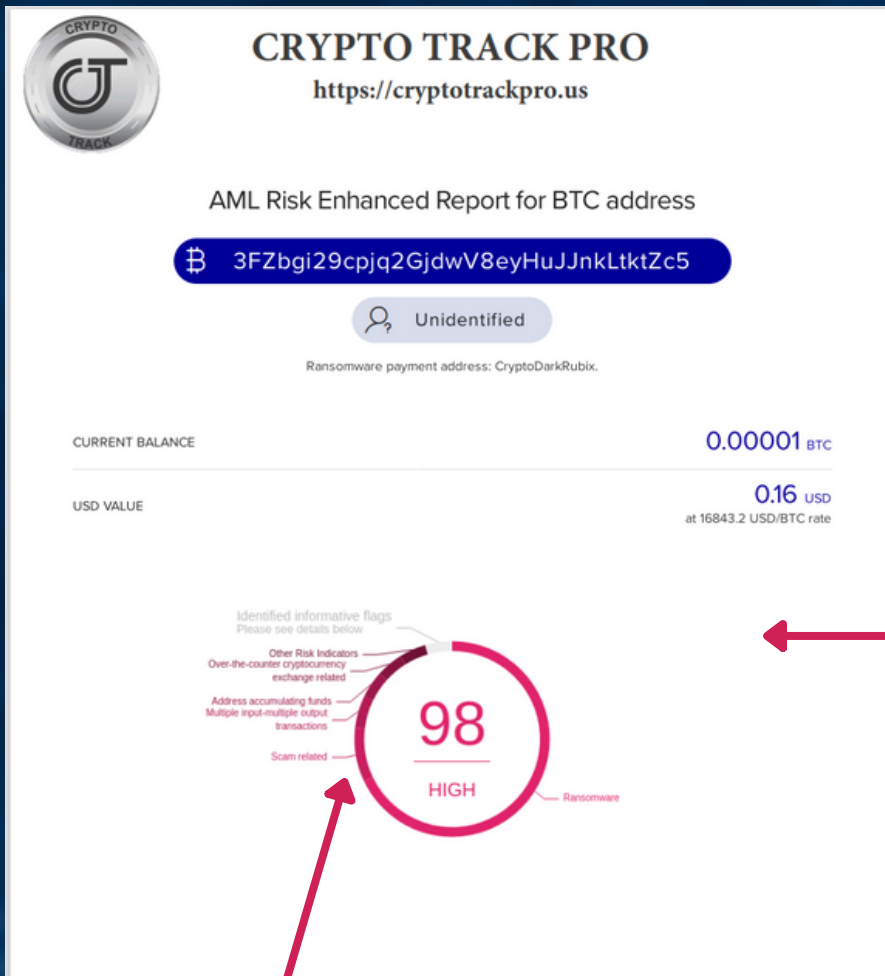 CRYPTO
TRACK
CRYPTO TRACK PRO
https://cryptotrackpro.us
AML Risk Enhanced Report for BTC address
3FZbgi29cpjq2GjdwV8eyHuJJnkLtktZc5
Unidentified
Ransomware payment address: CryptoDarkRubix.
CURRENT BALANCE 0.00001 BTC
USD VALUE 0.16 USD
at 16843.2 USD/BTC rate
Identified informative flags
Please see details below
Other Risk Indicators
Over-the-counter cryptocurrency
exchange related
Address accumulating funds
Multiple input-multiple output
transactions
Scam related
98
HIGH
Ransomware